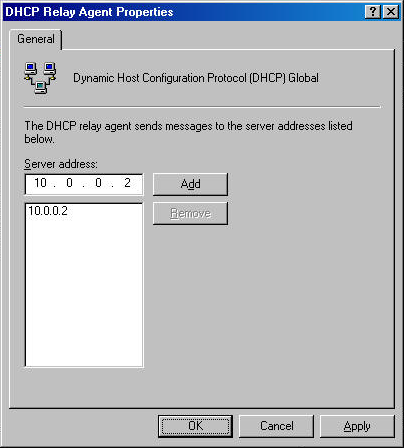 DHCP Relay Agent Properties
General
Dynamic Host Configuration Protocol (DHCP) Global
The DHCP relay agent sends messages to the server addresses listed
below.
Server address:
10 . 0 . 0 . 2
Add
10.0.0.2
Remove
OK
Cancel
Apply